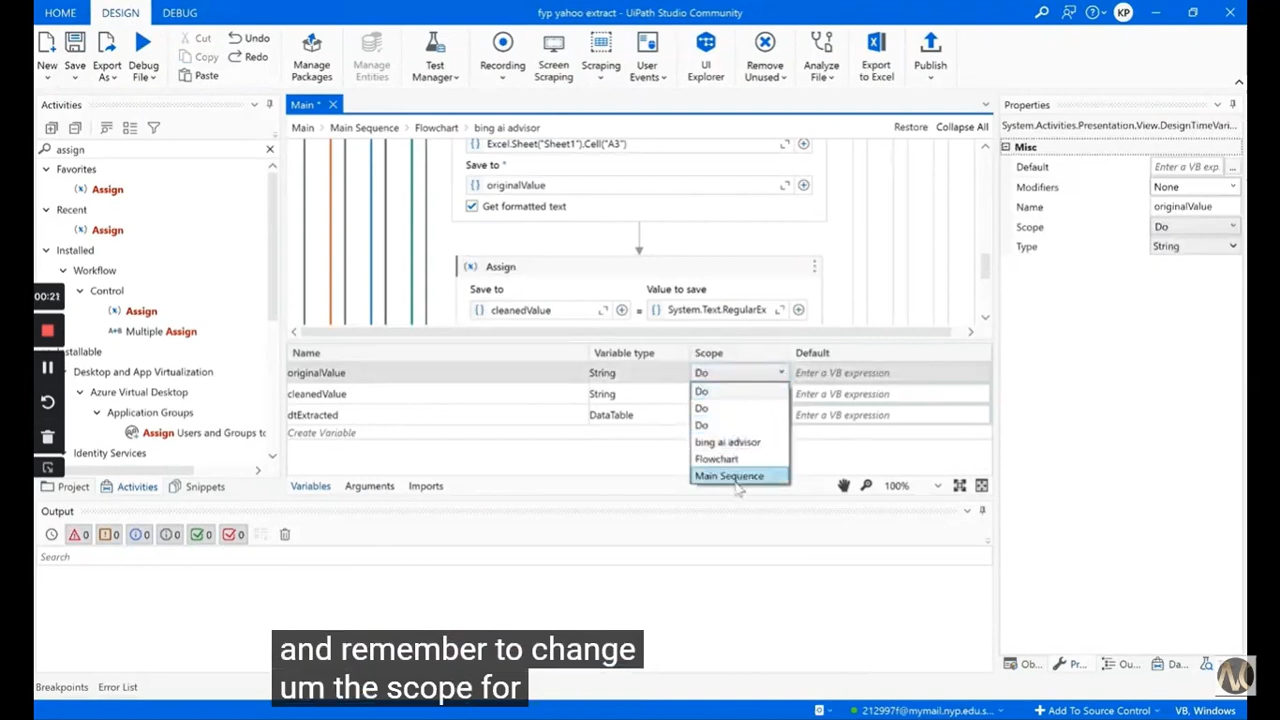 HOME DESIGN DEBUG fyp yahoo extract - UiPath Studio Community KP
New Save Export As Debug File Cut Copy Paste Undo Redo Manage Packages Manage Entities Test Manager Recording Screen Scraping Scraping User Events UI Explorer Remove Unused Analyze File Export to Excel Publish
Activities
Main *
Properties
Main Main Sequence Flowchart bing ai advisor Restore Collapse All
System.Activities.Presentation.View.DesignTimeVari...
assign
Excel.Sheet("Sheet1").Cell("A3")
Misc
Favorites
Save to *
Default Enter a VB exp. ...
Assign
originalValue
Modifiers None
Recent
Get formatted text
Name originalValue
Assign
Scope Do
Installed
Type String
Workflow
Assign
Control
Save to Value to save
00:21
Assign
cleanedValue = System.Text.RegularEx
A+B Multiple Assign
Installable
Name Variable type Scope Default
Desktop and App Virtualization
originalValue String Do Enter a VB expression
Azure Virtual Desktop
Do
cleanedValue String Enter a VB expression
Application Groups
Do
dtExtracted DataTable Enter a VB expression
Do
Assign Users and Groups to
Create Variable
bing ai advisor
Identity Services
Flowchart
Main Sequence
Project Activities Snippets
Variables Arguments Imports 100%
Output
0 0 0 0 0 0
Search
and remember to change
um the scope for
Ob... Pr... Ou... Da...
Breakpoints Error List
212997f@mymail.nyp.edu.s... Add To Source Control VB, Windows